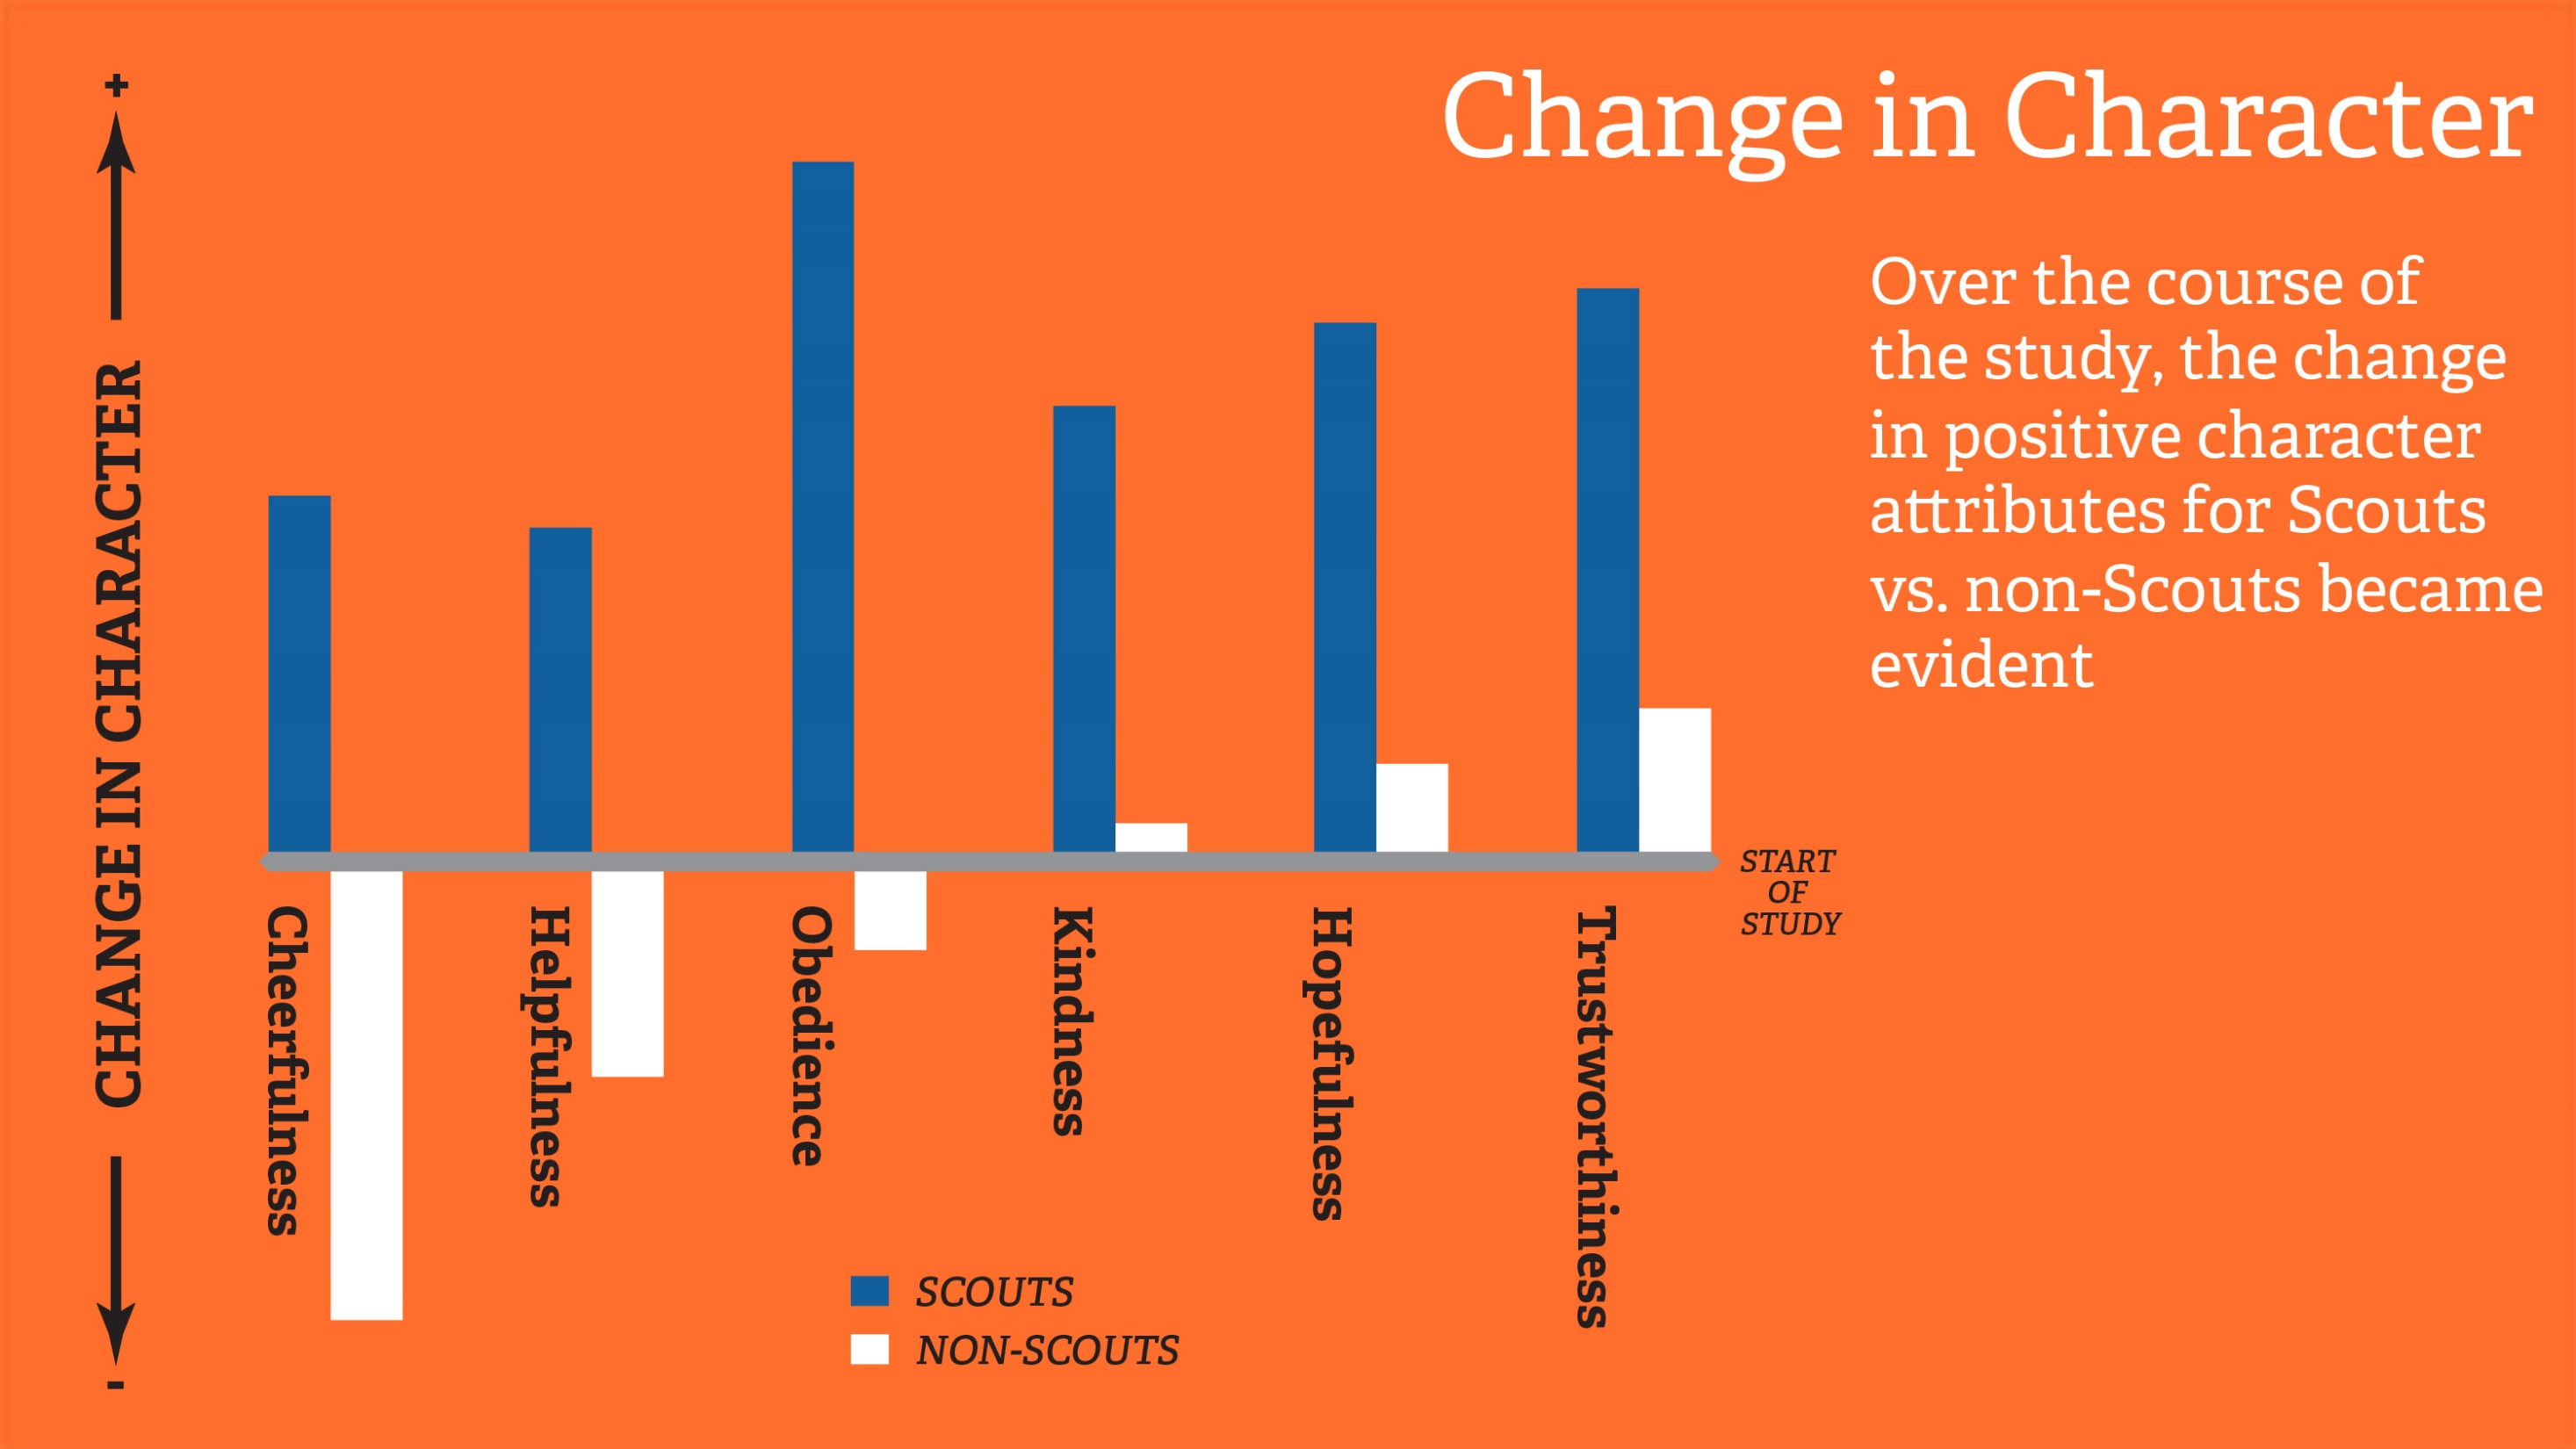 Change in Character
Over the course of
the study, the change
in positive character
attributes for Scouts
vs. non-Scouts became
evident
+
CHANGE IN CHARACTER
-
START
OF
STUDY
Cheerfulness
Helpfulness
Obedience
Kindness
Hopefulness
Trustworthiness
SCOUTS
NON-SCOUTS